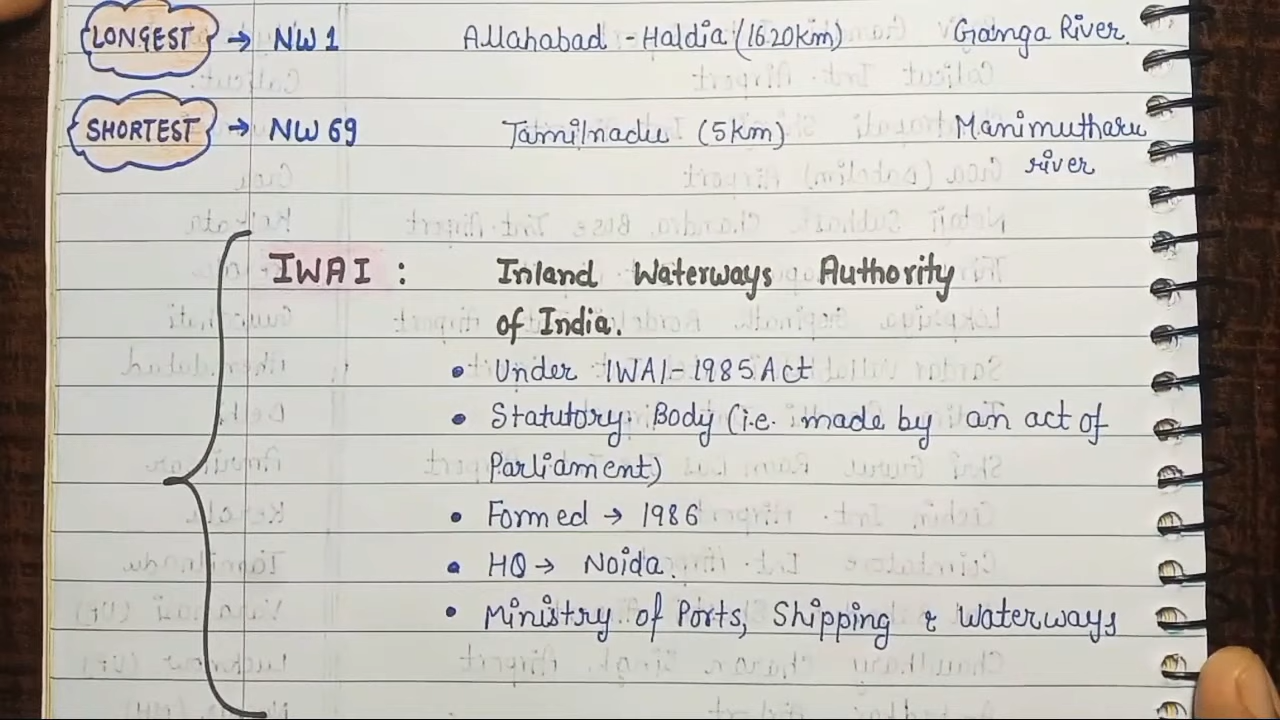 LONGEST → NW 1 Allahabad - Haldia (1620km) Ganga River.
SHORTEST → NW 69 Tamilnadu (5km) Manimutharu
river
IWAI : Inland Waterways Authority
of India.
• Under IWAI-1985 Act
• Statutory Body (i.e. made by an act of
Parliament)
• Formed → 1986
• HQ → Noida.
• Ministry of Ports, Shipping & Waterways